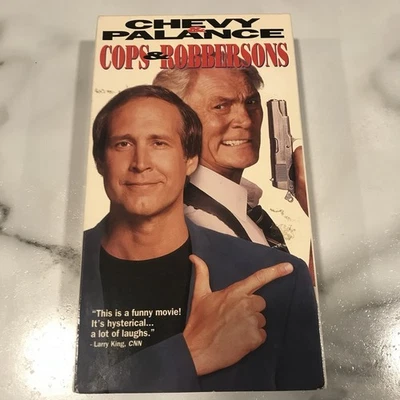 CHEVY
&
PALANCE
COPS & ROBBERSONS
"This is a funny movie!
It's hysterical...
a lot of laughs."
-Larry King, CNN